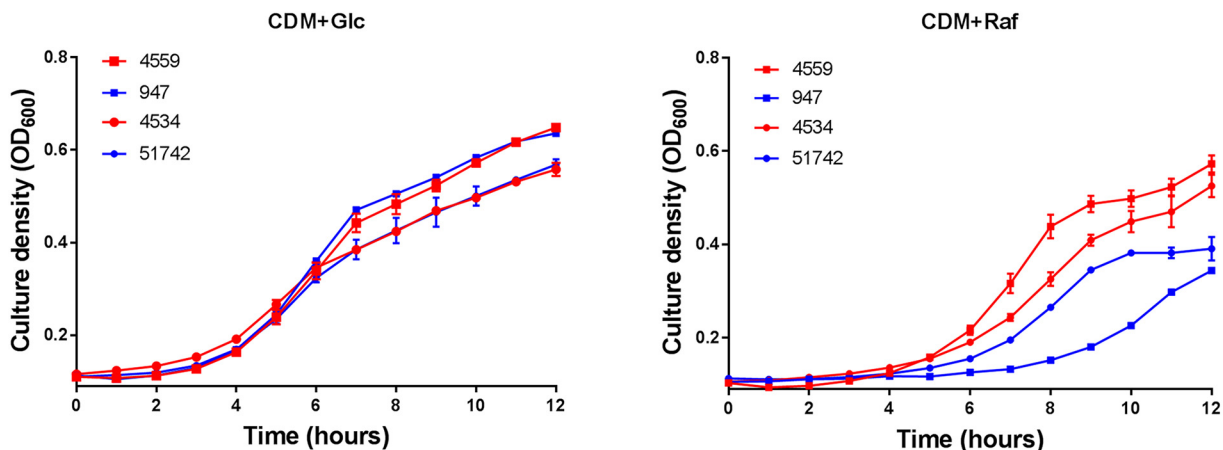 CDM+Glc
Culture density (OD600)
0.8
0.6
0.4
0.2
4559
947
4534
51742
0 2 4 6 8 10 12
Time (hours)
CDM+Raf
Culture density (OD600)
0.8
0.6
0.4
0.2
4559
947
4534
51742
0 2 4 6 8 10 12
Time (hours)